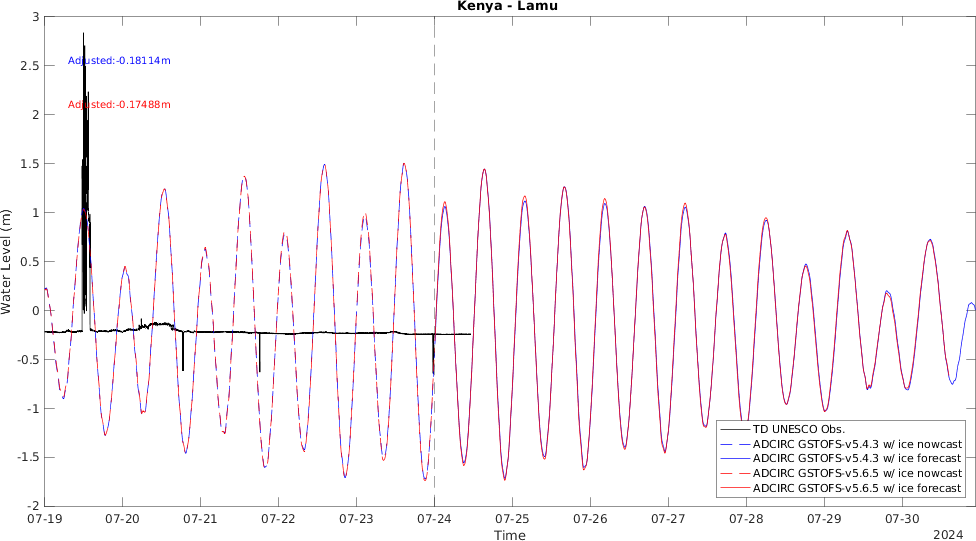 Kenya - Lamu
3
2.5
2
1.5
1
0.5
0
-0.5
-1
-1.5
-2
Water Level (m)
Adjusted:-0.18114m
Adjusted:-0.17488m
TD UNESCO Obs.
ADCIRC GSTOFS-v5.4.3 w/ ice nowcast
ADCIRC GSTOFS-v5.4.3 w/ ice forecast
ADCIRC GSTOFS-v5.6.5 w/ ice nowcast
ADCIRC GSTOFS-v5.6.5 w/ ice forecast
07-19 07-20 07-21 07-22 07-23 07-24 07-25 07-26 07-27 07-28 07-29 07-30
Time
2024